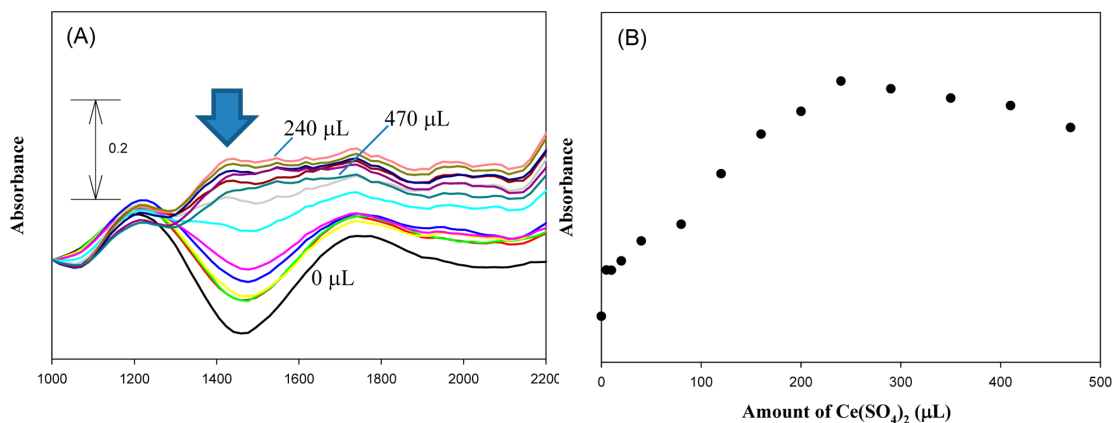 (A)
Absorbance
0.2
240 μL
470 μL
0 μL
1000
1200
1400
1600
1800
2000
2200
(B)
Absorbance
0
100
200
300
400
500
Amount of Ce(SO₄)₂ (μL)